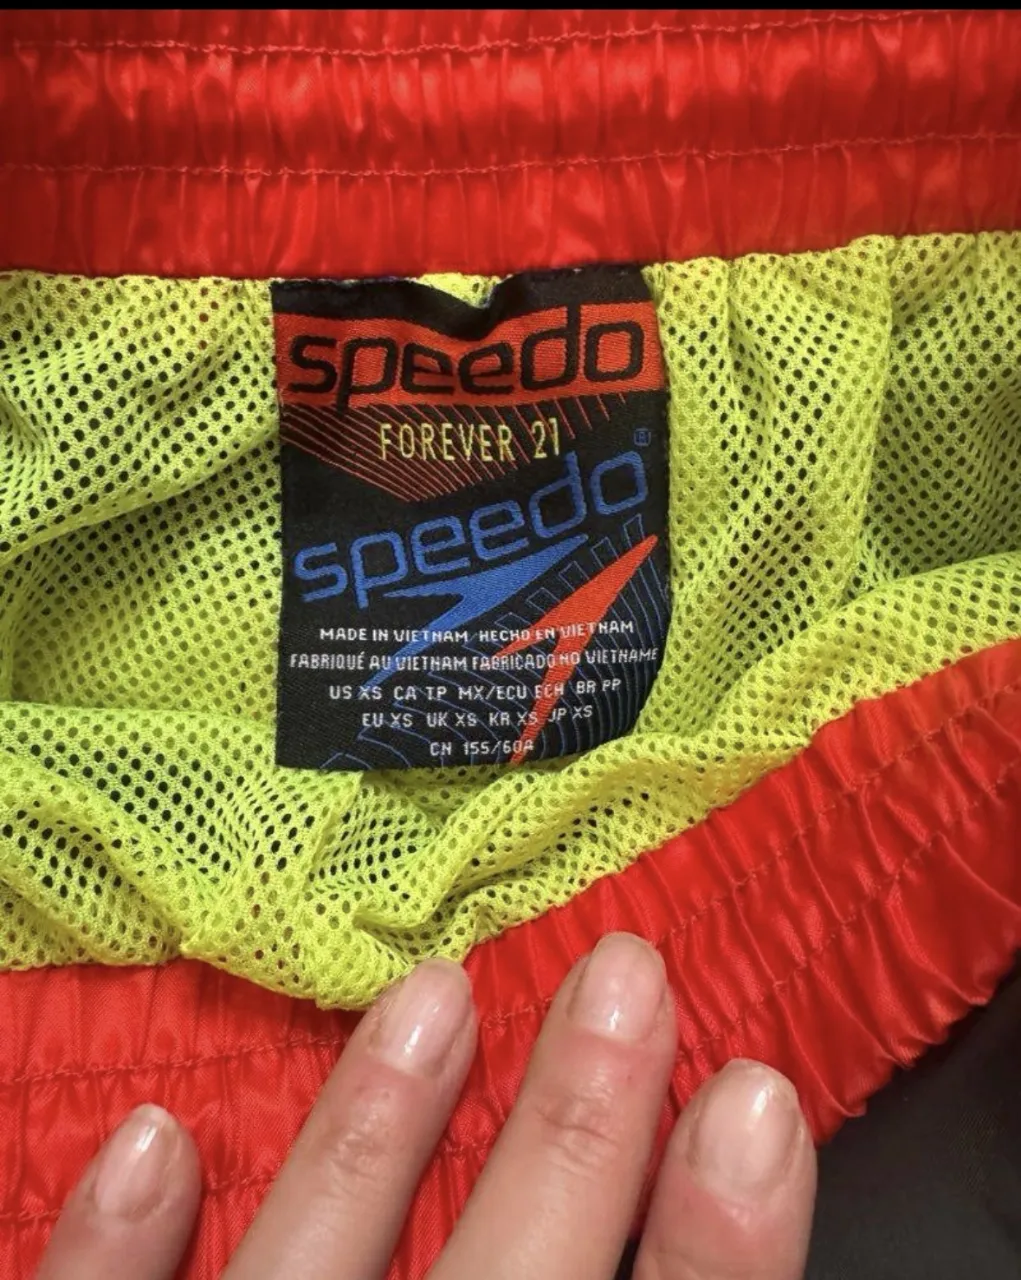 speedo
FOREVER 21
speedo®
MADE IN VIETNAM HECHO EN VIETNAM
FABRIQUÉ AU VIETNAM FABRICADO NO VIETNAME
US XS CA TP MX/ECU ECH BR PP
EU XS UK XS KR XS JP XS
CN 155/60A